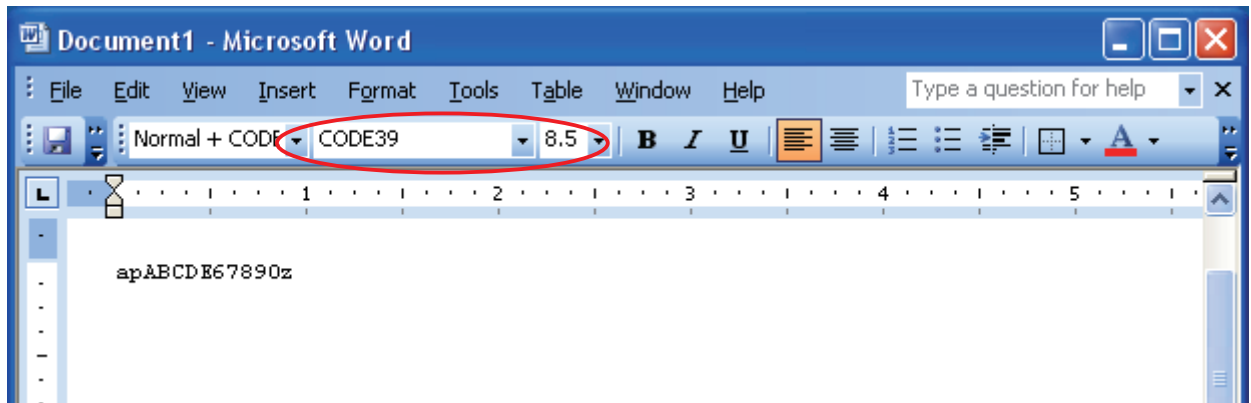 Document1 - Microsoft Word
File Edit View Insert Format Tools Table Window Help Type a question for help
Normal + CODE CODE39 8.5 B I U A
L 1 2 3 4 5
apABCDE67890z